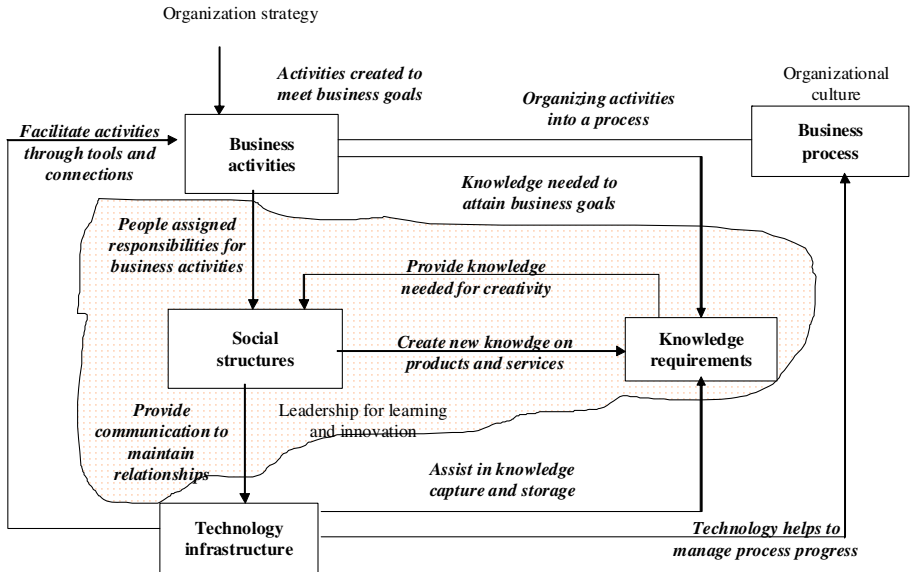 Organization strategy
Activities created to
meet business goals
Organizational
culture
Organizing activities
into a process
Facilitate activities
through tools and
connections
Business
activities
Business
process
Knowledge needed to
attain business goals
People assigned
responsibilities for
business activities
Provide knowledge
needed for creativity
Social
structures
Create new knowdge on
products and services
Knowledge
requirements
Provide
communication to
maintain
relationships
Leadership for learning
and innovation
Assist in knowledge
capture and storage
Technology
infrastructure
Technology helps to
manage process progress